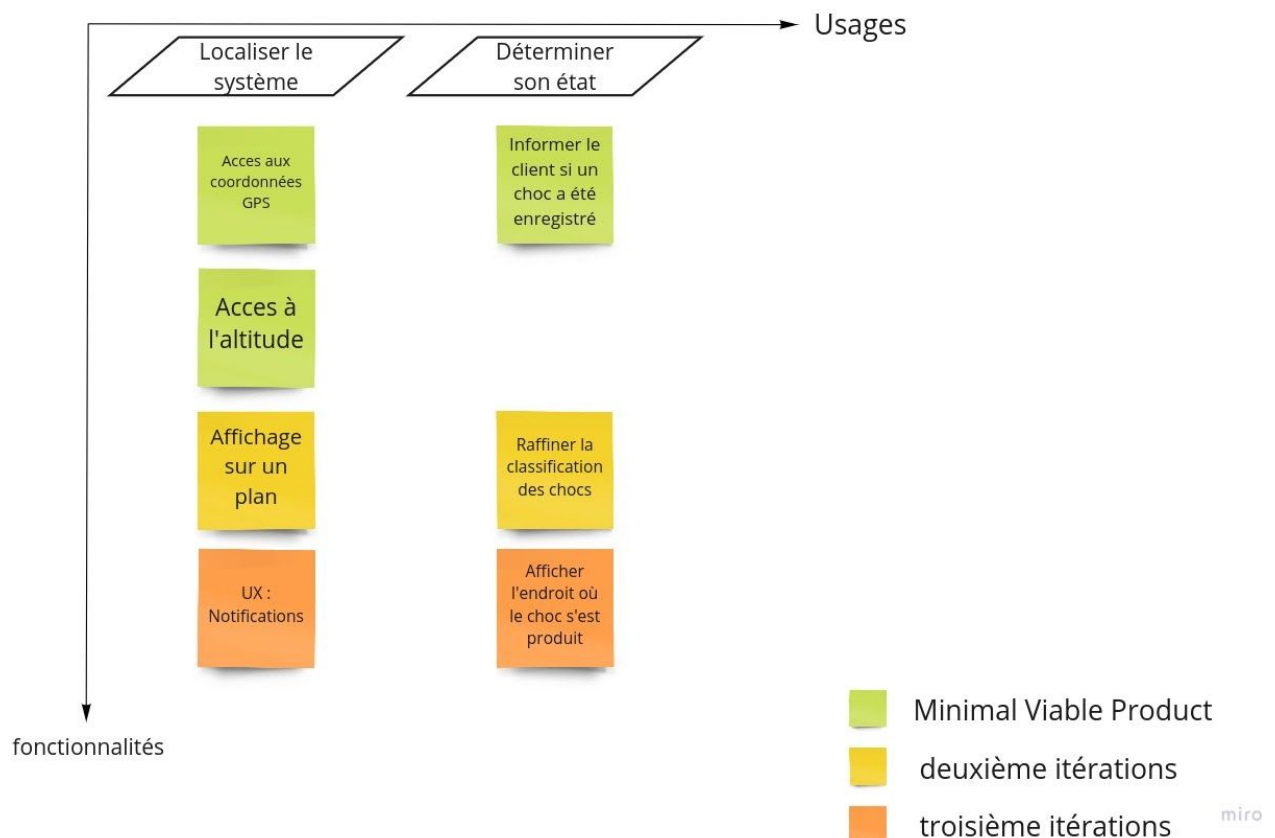 Usages
Localiser le
système
Déterminer
son état
Acces aux
coordonnées
GPS
Informer le
client si un
choc a été
enregistré
Acces à
l'altitude
Affichage
sur un
plan
Raffiner la
classification
des chocs
UX :
Notifications
Afficher
l'endroit où
le choc s'est
produit
fonctionnalités
Minimal Viable Product
deuxième itérations
troisième itérations
miro